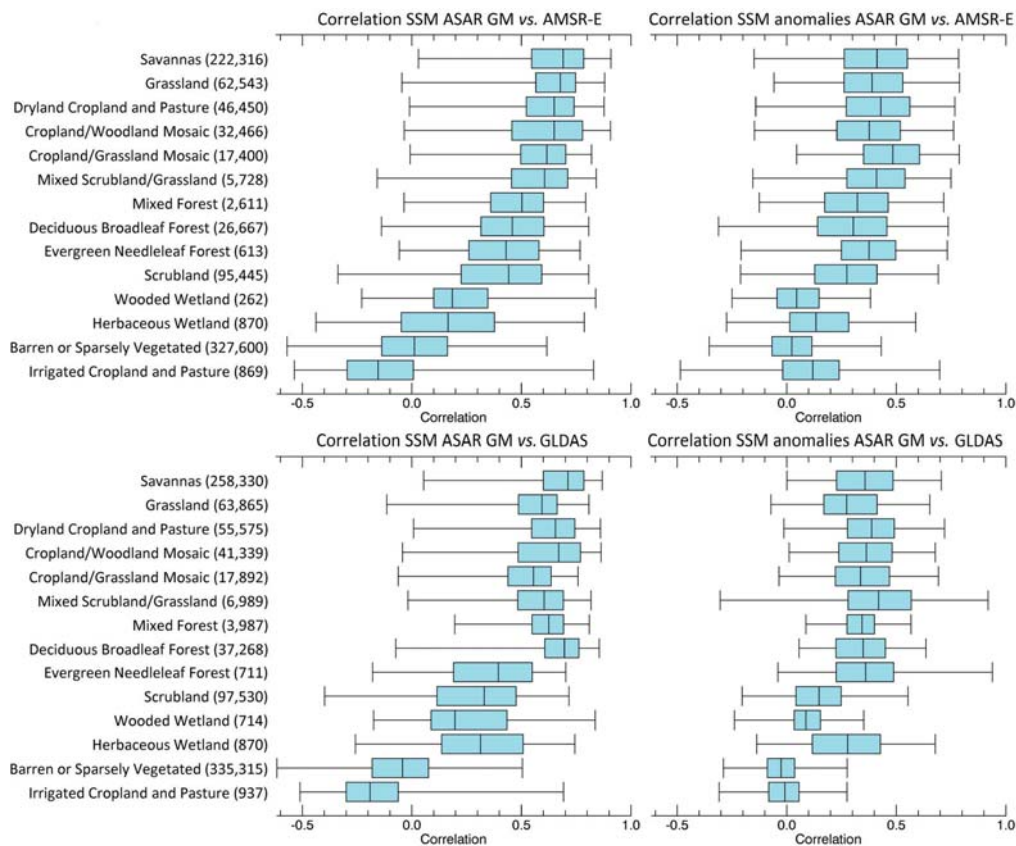 Correlation SSM ASAR GM vs. AMSR-E
Correlation SSM anomalies ASAR GM vs. AMSR-E
Savannas (222,316)
Grassland (62,543)
Dryland Cropland and Pasture (46,450)
Cropland/Woodland Mosaic (32,466)
Cropland/Grassland Mosaic (17,400)
Mixed Scrubland/Grassland (5,728)
Mixed Forest (2,611)
Deciduous Broadleaf Forest (26,667)
Evergreen Needleleaf Forest (613)
Scrubland (95,445)
Wooded Wetland (262)
Herbaceous Wetland (870)
Barren or Sparsely Vegetated (327,600)
Irrigated Cropland and Pasture (869)
-0.5 0.0 0.5 1.0
Correlation
-0.5 0.0 0.5 1.0
Correlation
Correlation SSM ASAR GM vs. GLDAS
Correlation SSM anomalies ASAR GM vs. GLDAS
Savannas (258,330)
Grassland (63,865)
Dryland Cropland and Pasture (55,575)
Cropland/Woodland Mosaic (41,339)
Cropland/Grassland Mosaic (17,892)
Mixed Scrubland/Grassland (6,989)
Mixed Forest (3,987)
Deciduous Broadleaf Forest (37,268)
Evergreen Needleleaf Forest (711)
Scrubland (97,530)
Wooded Wetland (714)
Herbaceous Wetland (870)
Barren or Sparsely Vegetated (335,315)
Irrigated Cropland and Pasture (937)
-0.5 0.0 0.5 1.0
Correlation
-0.5 0.0 0.5 1.0
Correlation